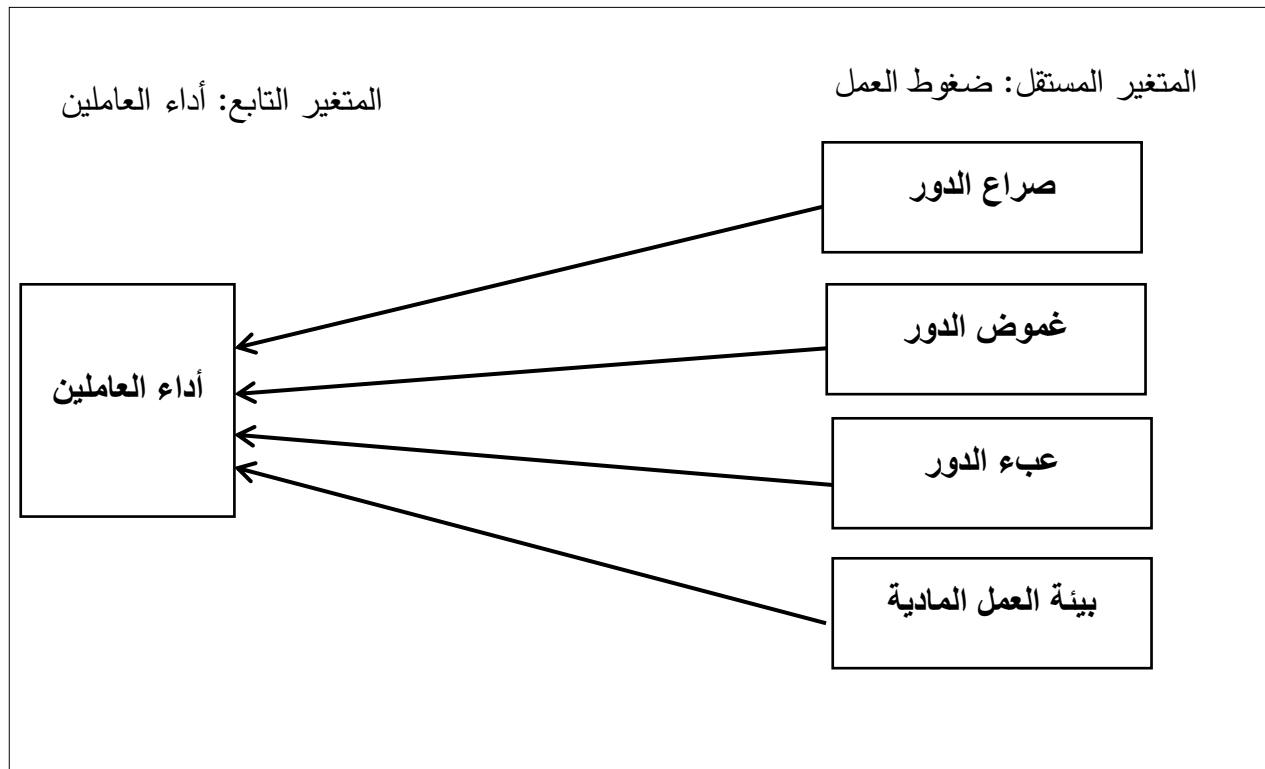 المتغير المستقل: ضغوط العمل
المتغير التابع: أداء العاملين
صراع الدور
غموض الدور
عبء الدور
بيئة العمل المادية
أداء العاملين